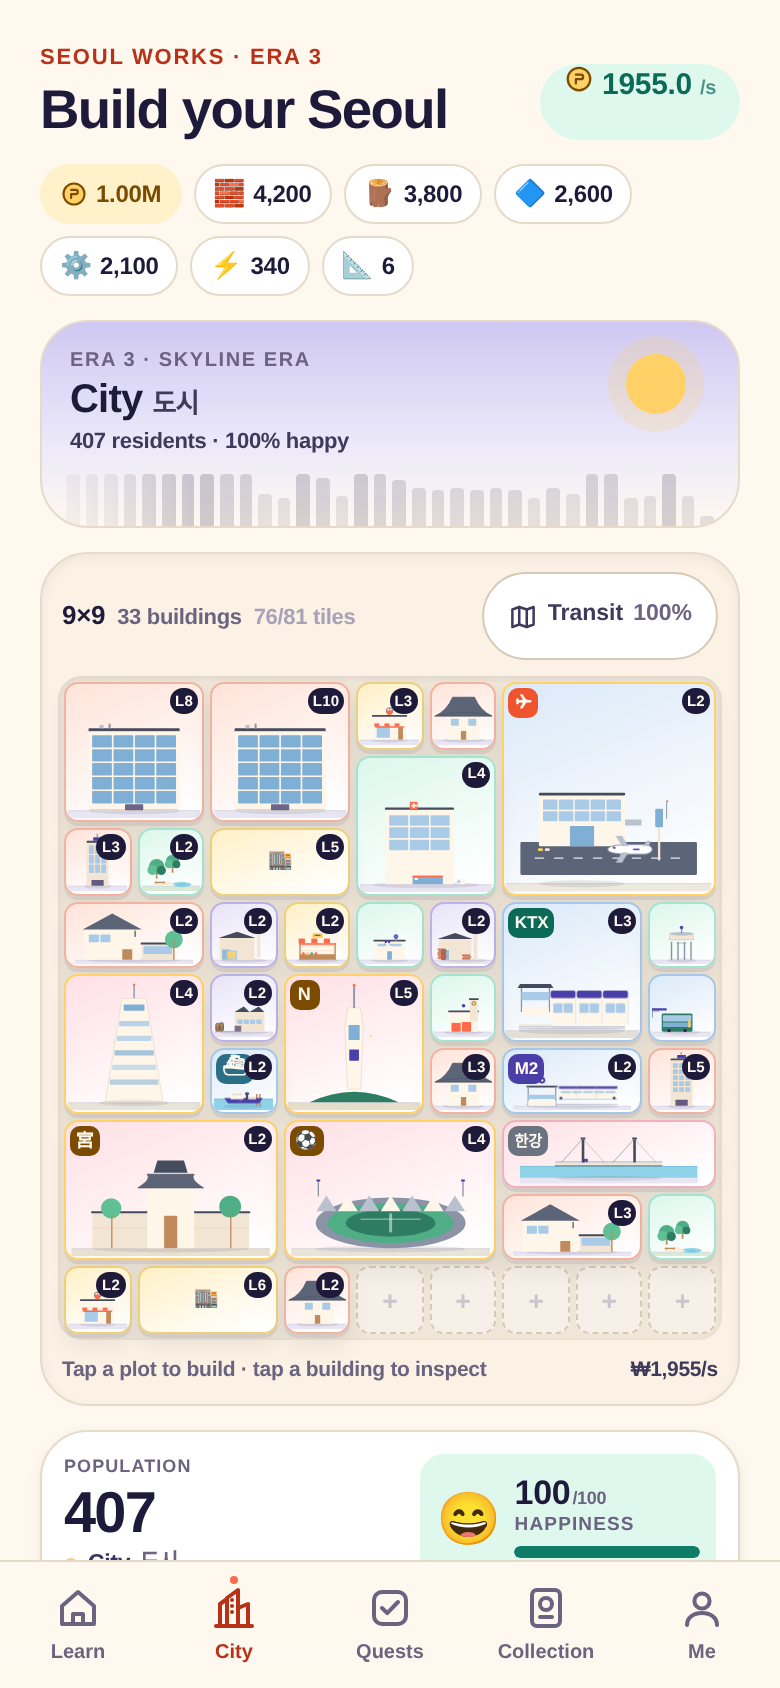 SEOUL WORKS · ERA 3
Build your Seoul
1955.0 /s
1.00M
4,200
3,800
2,600
2,100
340
6
ERA 3 · SKYLINE ERA
City 도시
407 residents · 100% happy
9×9 33 buildings 76/81 tiles
Transit 100%
L8
L10
L3
L2
L4
L3
L2
L5
L2
L2
L2
L2
KTX
L3
L4
L2
N
L5
L2
L3
M2
L2
L5
宮
L2
L4
한강
L3
L2
L6
L2
+
+
+
+
+
Tap a plot to build · tap a building to inspect
₩1,955/s
POPULATION
407
City 도시
100/100
HAPPINESS
Learn
City
Quests
Collection
Me